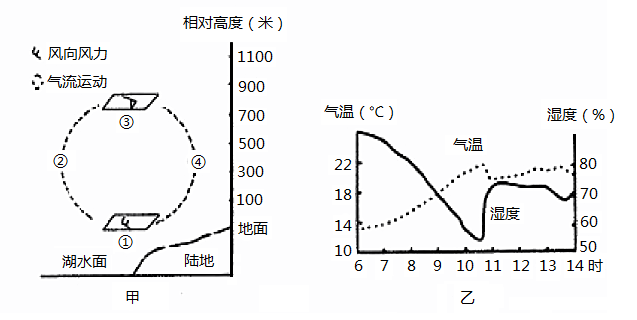 相对高度（米）
风向风力
气流运动
1100
900
700
500
300
100
地面
③
②
④
①
湖水面
陆地
甲
气温（℃）
湿度（%）
气温
湿度
22
18
14
10
80
70
60
50
6 7 8 9 10 11 12 13 14 时
乙